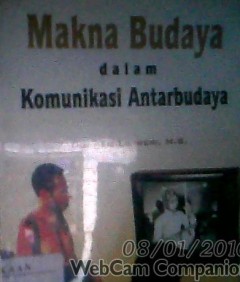 Makna Budaya
dalam
Komunikasi Antarbudaya
08/01/2010
WebCam Companion